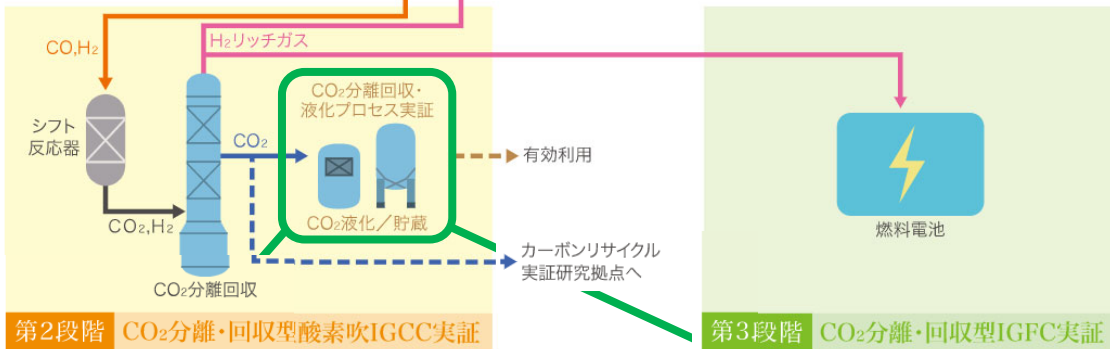 CO,H₂
H₂リッチガス
シフト
反応器
CO₂,H₂
CO₂
CO₂分離回収
CO₂分離回収・
液化プロセス実証
CO₂液化／貯蔵
有効利用
カーボンリサイクル
実証研究拠点へ
燃料電池
第2段階 CO₂分離・回収型酸素吹IGCC実証
第3段階 CO₂分離・回収型IGFC実証